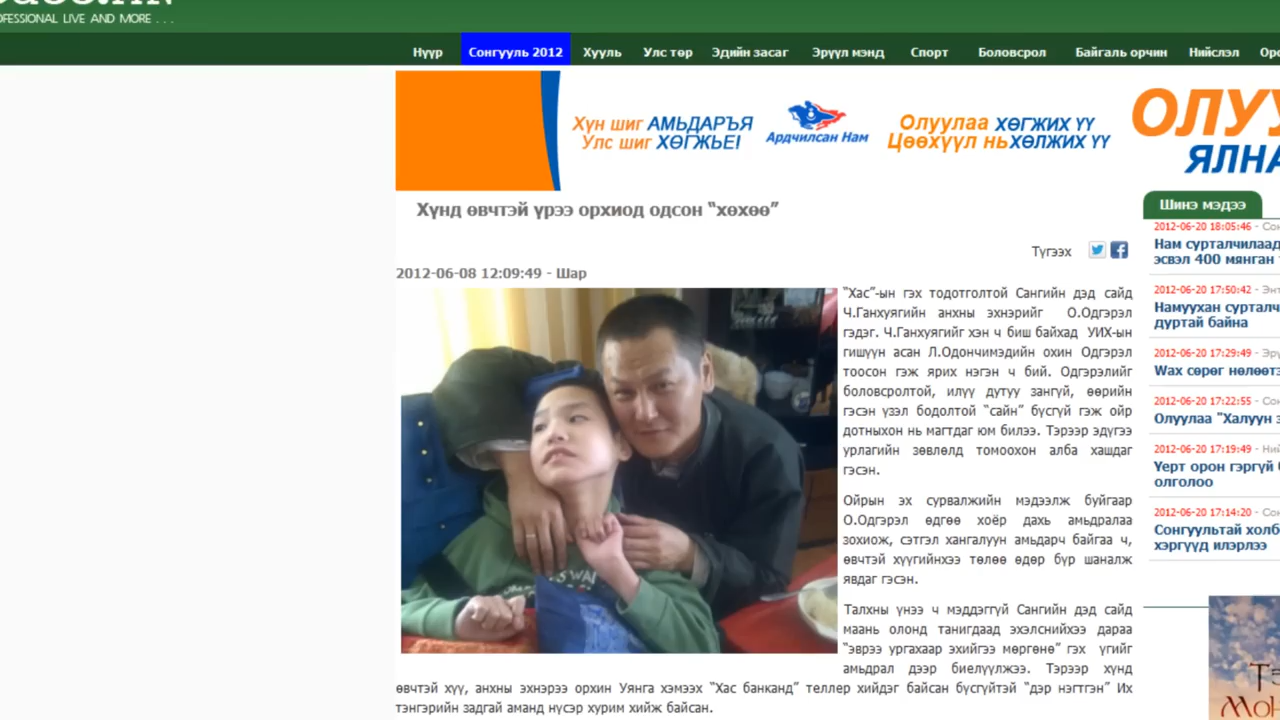 OFESSIONAL LIVE AND MORE . . .
Нүүр Сонгууль 2012 Хууль Улс төр Эдийн засаг Эрүүл мэнд Спорт Боловсрол Байгаль орчин Нийслэл
Хүн шиг АМЬДАРЪЯ
Улс шиг ХӨГЖЬЕ!
Ардчилсан Нам
Олуулаа ХӨГЖИХ ҮҮ
Цөөхүүл нь ХӨЛЖИХ ҮҮ
Хүнд өвчтэй үрээ орхиод одсон “хөхөө”
Түгээх
2012-06-08 12:09:49 - Шар
“Хас”-ын гэх тодотголтой Сангийн дэд сайд
Ч.Ганхуягийн анхны эхнэрийг О.Одгэрэл
гэдэг. Ч.Ганхуягийг хэн ч биш байхад УИХ-ын
гишүүн асан Л.Одончимэдийн охин Одгэрэл
тоосон гэж ярих нэгэн ч бий. Одгэрэлийг
боловсролтой, илүү дутуу зангүй, өөрийн
гэсэн үзэл бодолтой “сайн” бүсгүй гэж ойр
дотныхон нь магтдаг юм билээ. Тэрээр эдүгээ
урлагийн зөвлөлд томоохон алба хашдаг
гэсэн.
Ойрын эх сурвалжийн мэдээлж буйгаар
О.Одгэрэл өдгөө хоёр дахь амьдралаа
зохиож, сэтгэл хангалуун амьдарч байгаа ч,
өвчтэй хүүгийнхээ төлөө өдөр бүр шаналж
явдаг гэсэн.
Талхны үнээ ч мэддэггүй Сангийн дэд сайд
маань олонд танигдаад эхэлснийхээ дараа
“эврээ ургахаар эхийгээ мөргөнө” гэх үгийг
амьдрал дээр биелүүлжээ. Тэрээр хүнд
өвчтэй хүү, анхны эхнэрээ орхин Уянга хэмээх “Хас банканд” теллер хийдэг байсан бүсгүйтэй “дэр нэгтгэн” Их
тэнгэрийн задгай аманд нүсэр хурим хийж байсан.
ЯЛНА
Шинэ мэдээ
2012-06-20 18:05:46 - Сон
Нам сурталчилаад
эсвэл 400 мянган
2012-06-20 17:50:42 - Энт
Намуухан сурталч
дуртай байна
2012-06-20 17:29:49 - Эрү
Wax сөрөг нөлөөтэ
2012-06-20 17:22:55 - Сон
Олуулаа "Халуун э
2012-06-20 17:19:49 - Ний
Үерт орон гэргүй
олголоо
2012-06-20 17:14:20 - Сон
Сонгуультай холб
хэргүүд илэрлээ